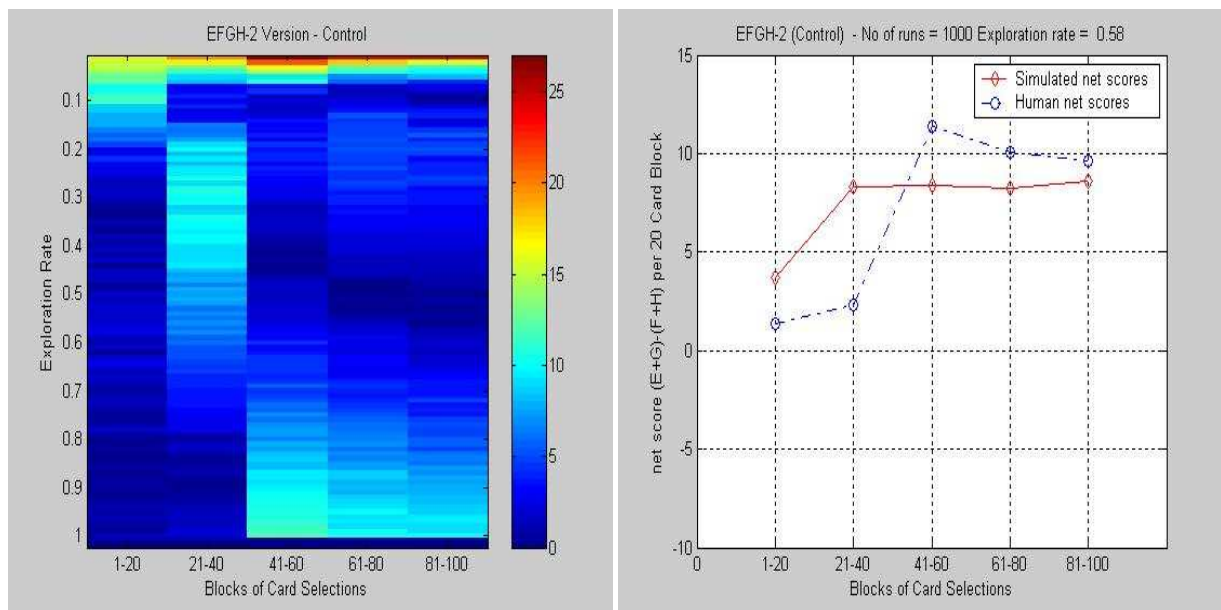 EFGH-2 Version - Control
Exploration Rate
0.1
0.2
0.3
0.4
0.5
0.6
0.7
0.8
0.9
1
1-20 21-40 41-60 61-80 81-100
Blocks of Card Selections
25
20
15
10
5
0
EFGH-2 (Control) - No of runs = 1000 Exploration rate = 0.58
Simulated net scores
Human net scores
net score (E+G)-(F+H) per 20 Card Block
15
10
5
0
-5
-10
0 1-20 21-40 41-60 61-80 81-100
Blocks of Card Selections